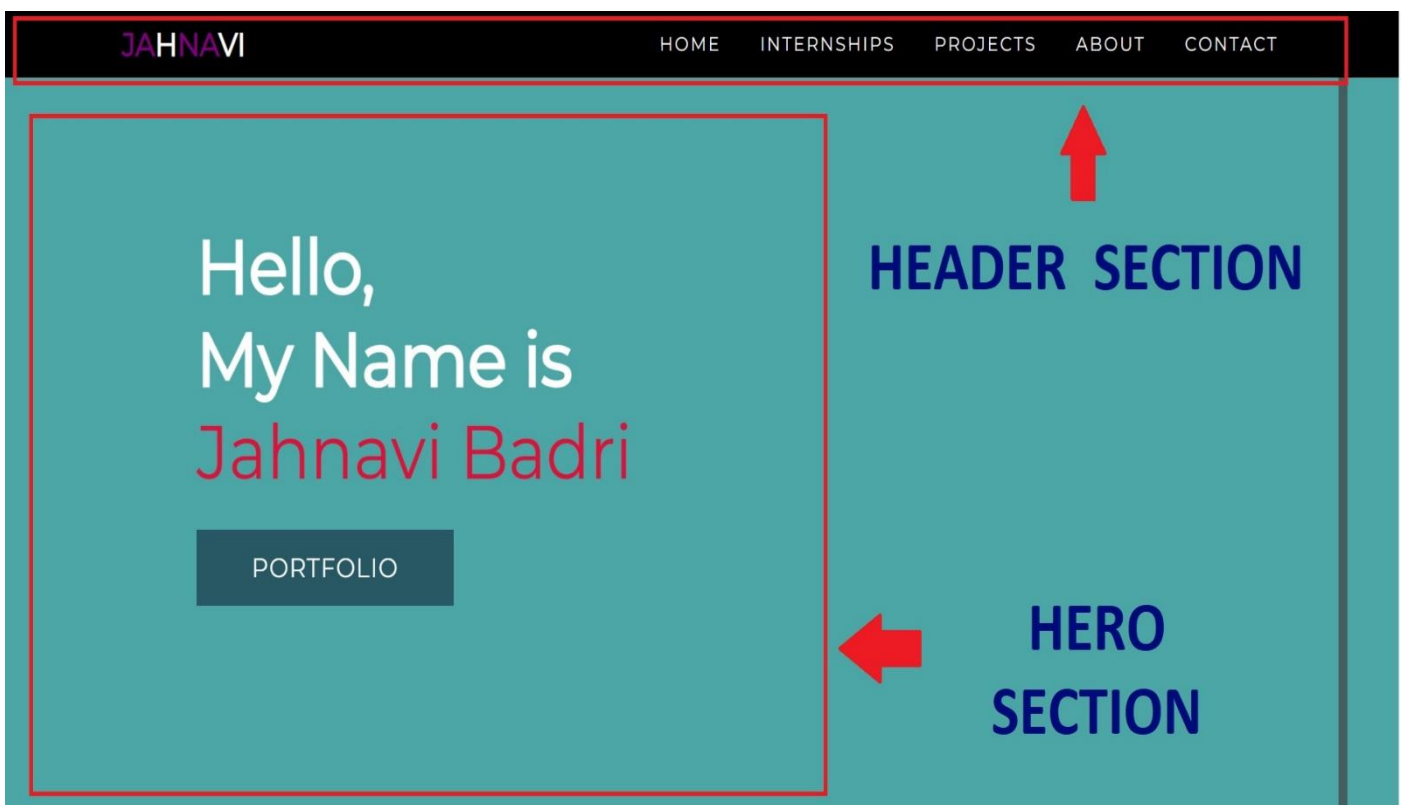 JAHNAVI
HOME INTERNSHIPS PROJECTS ABOUT CONTACT
HEADER SECTION
Hello,
My Name is
Jahnavi Badri
PORTFOLIO
HERO
SECTION